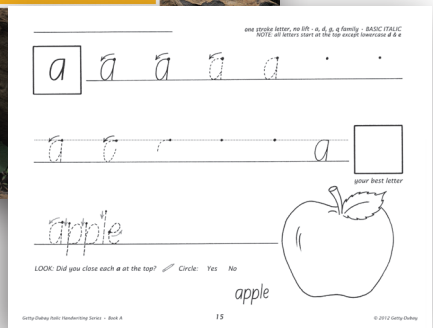 one stroke letter, no lift - a, d, g, q family - BASIC ITALIC
NOTE: all letters start at the top except lowercase d & e
a a a a a
a a a
your best letter
apple
LOOK: Did you close each a at the top? Circle: Yes No
apple
Getty-Dubay Italic Handwriting Series - Book A 15 © 2012 Getty-Dubay